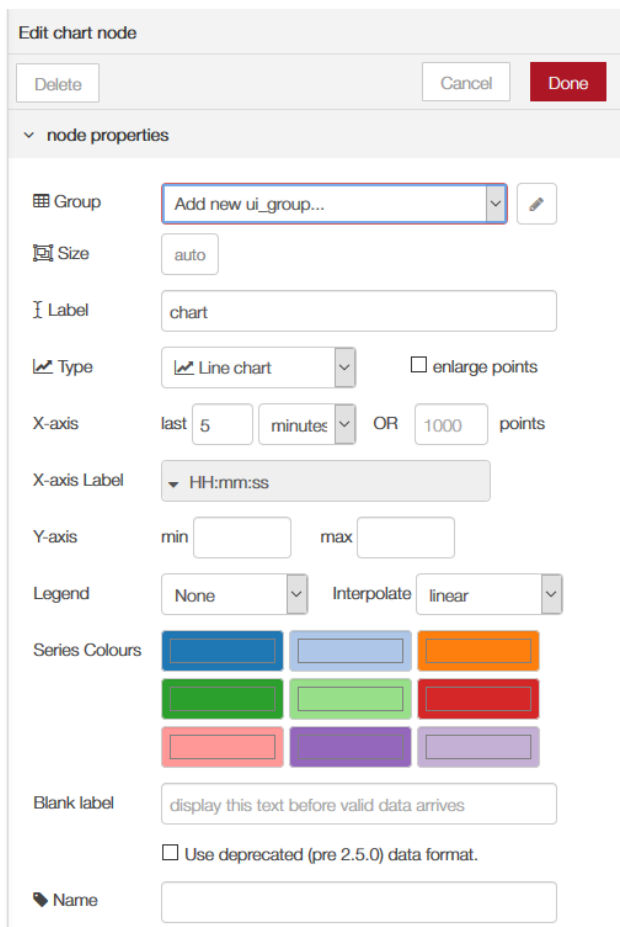 Edit chart node
Delete Cancel Done
node properties
Group Add new ui_group...
Size auto
Label chart
Type Line chart enlarge points
X-axis last 5 minutes OR 1000 points
X-axis Label HH:mm:ss
Y-axis min max
Legend None Interpolate linear
Series Colours
Blank label display this text before valid data arrives
Use deprecated (pre 2.5.0) data format.
Name